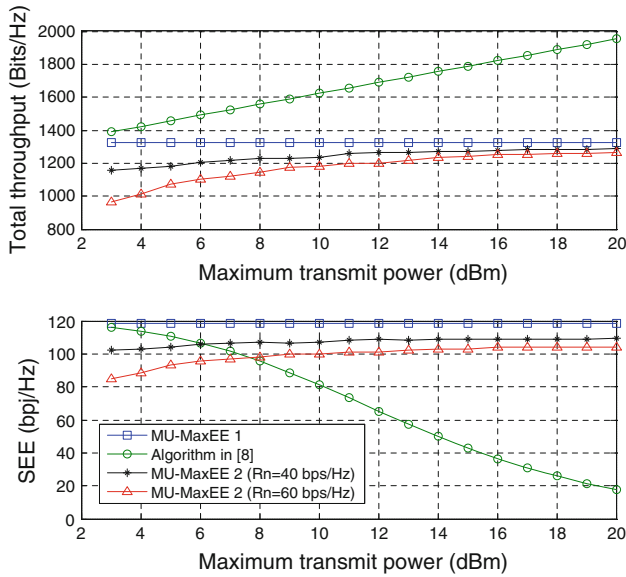 Total throughput (Bits/Hz)
2000
1800
1600
1400
1200
1000
800
2 4 6 8 10 12 14 16 18 20
Maximum transmit power (dBm)
SEE (bpj/Hz)
120
100
80
60
40
20
0
MU-MaxEE 1
Algorithm in [8]
MU-MaxEE 2 (Rn=40 bps/Hz)
MU-MaxEE 2 (Rn=60 bps/Hz)
2 4 6 8 10 12 14 16 18 20
Maximum transmit power (dBm)